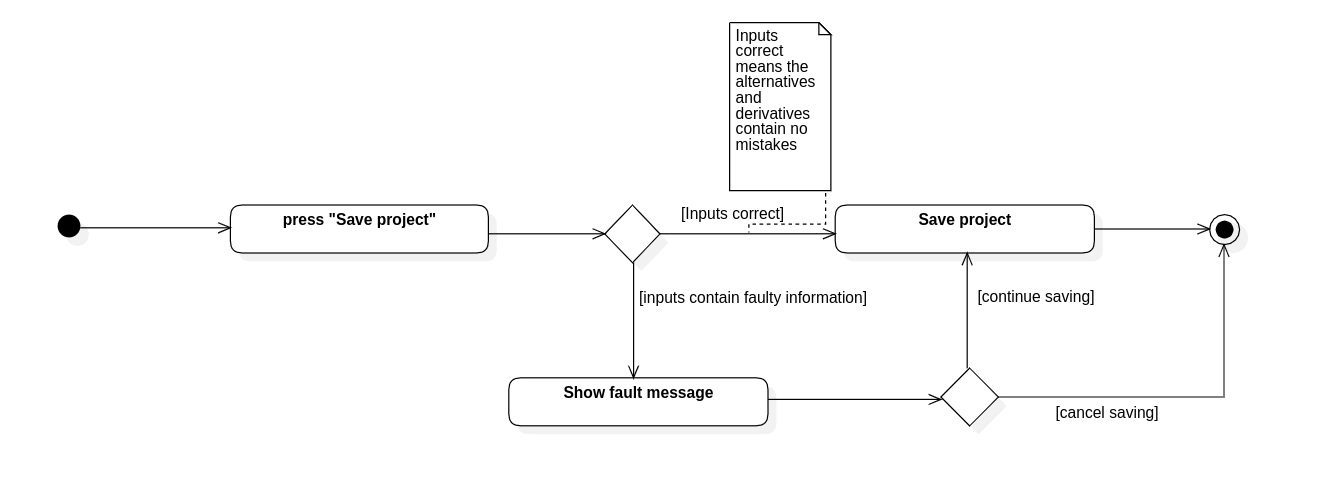 Inputs
correct
means the
alternatives
and
derivatives
contain no
mistakes
press "Save project"
[Inputs correct]
Save project
[inputs contain faulty information]
[continue saving]
Show fault message
[cancel saving]